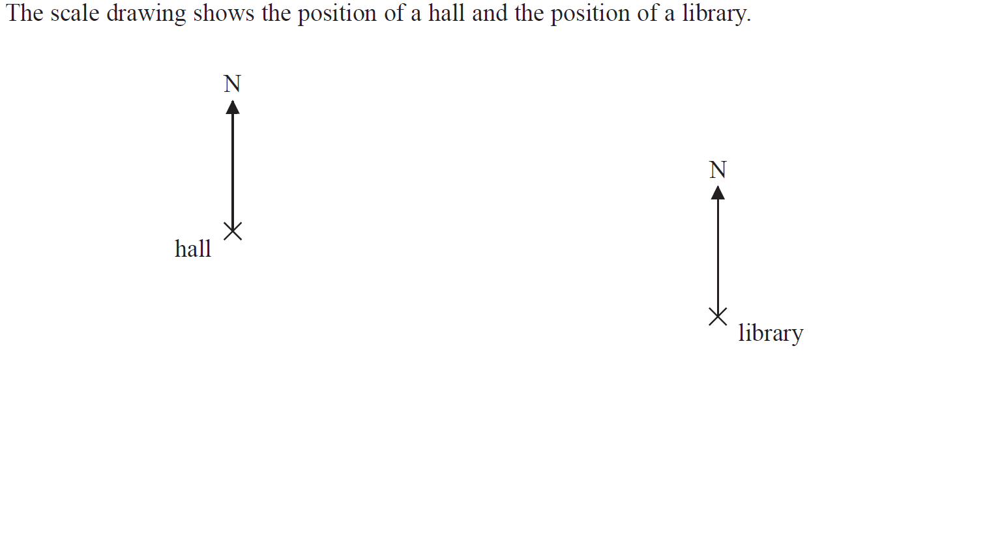 The scale drawing shows the position of a hall and the position of a library.
N
N
hall
library